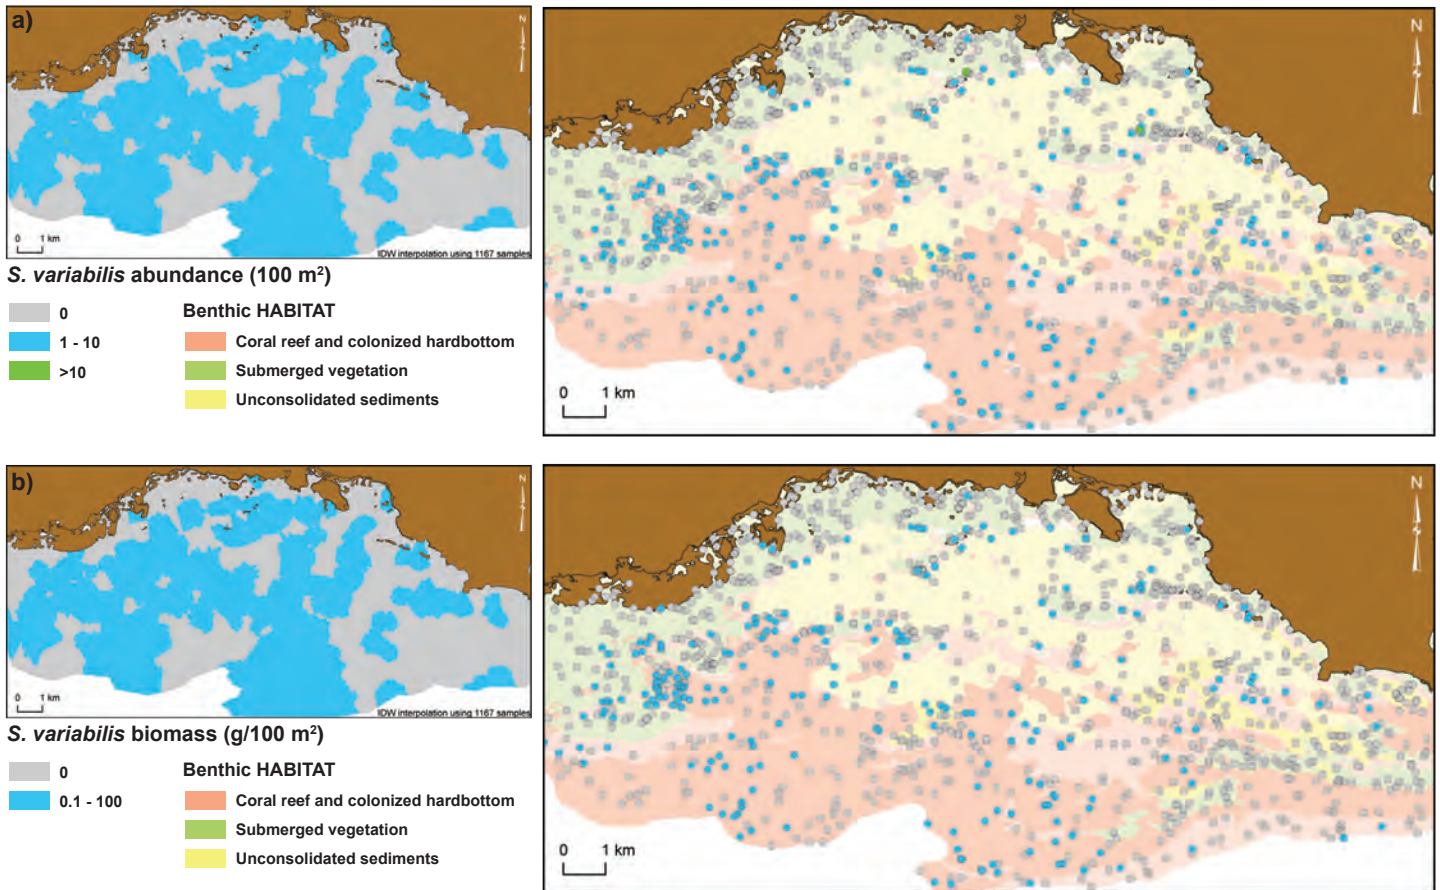 a)
N
0 1 km
IDW interpolation using 1167 samples
N
0 1 km
S. variabilis abundance (100 m²)
0
1 - 10
>10
Benthic HABITAT
Coral reef and colonized hardbottom
Submerged vegetation
Unconsolidated sediments
b)
N
0 1 km
IDW interpolation using 1167 samples
N
0 1 km
S. variabilis biomass (g/100 m²)
0
0.1 - 100
Benthic HABITAT
Coral reef and colonized hardbottom
Submerged vegetation
Unconsolidated sediments